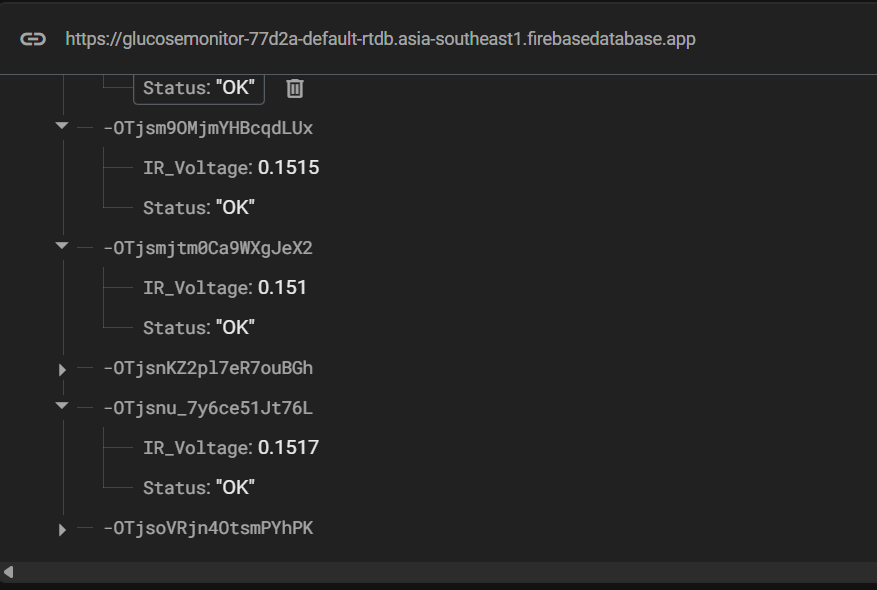 https://glucosemonitor-77d2a-default-rtdb.asia-southeast1.firebasedatabase.app
Status: "OK"
-OTjsm9OMjmYHBcqdLUx
IR_Voltage: 0.1515
Status: "OK"
-OTjsmjtm0Ca9WXgJeX2
IR_Voltage: 0.151
Status: "OK"
-OTjsnKZ2pl7eR7ouBGh
-OTjsnu_7y6ce51Jt76L
IR_Voltage: 0.1517
Status: "OK"
-OTjsoVRjn4OtsmPYhPK